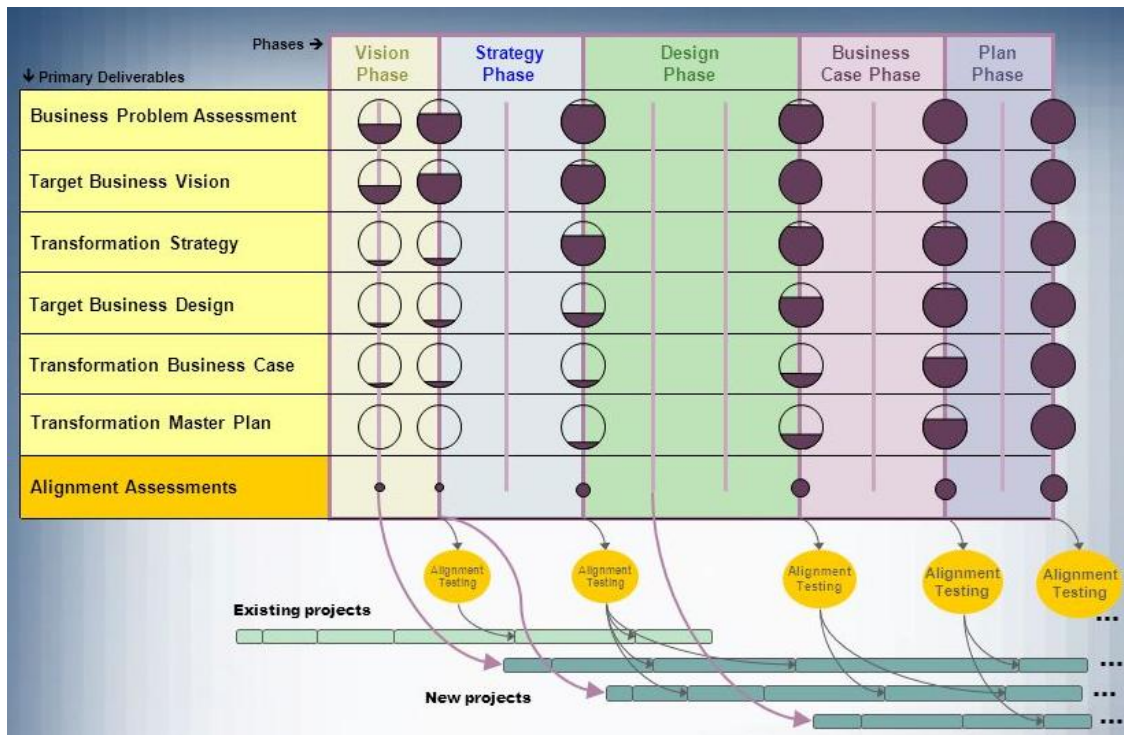 Phases →
Vision
Phase
Strategy
Phase
Design
Phase
Business
Case Phase
Plan
Phase
↓ Primary Deliverables
Business Problem Assessment
Target Business Vision
Transformation Strategy
Target Business Design
Transformation Business Case
Transformation Master Plan
Alignment Assessments
Alignment
Testing
Alignment
Testing
Alignment
Testing
Alignment
Testing
Alignment
Testing
Existing projects
...
...
New projects
...
...